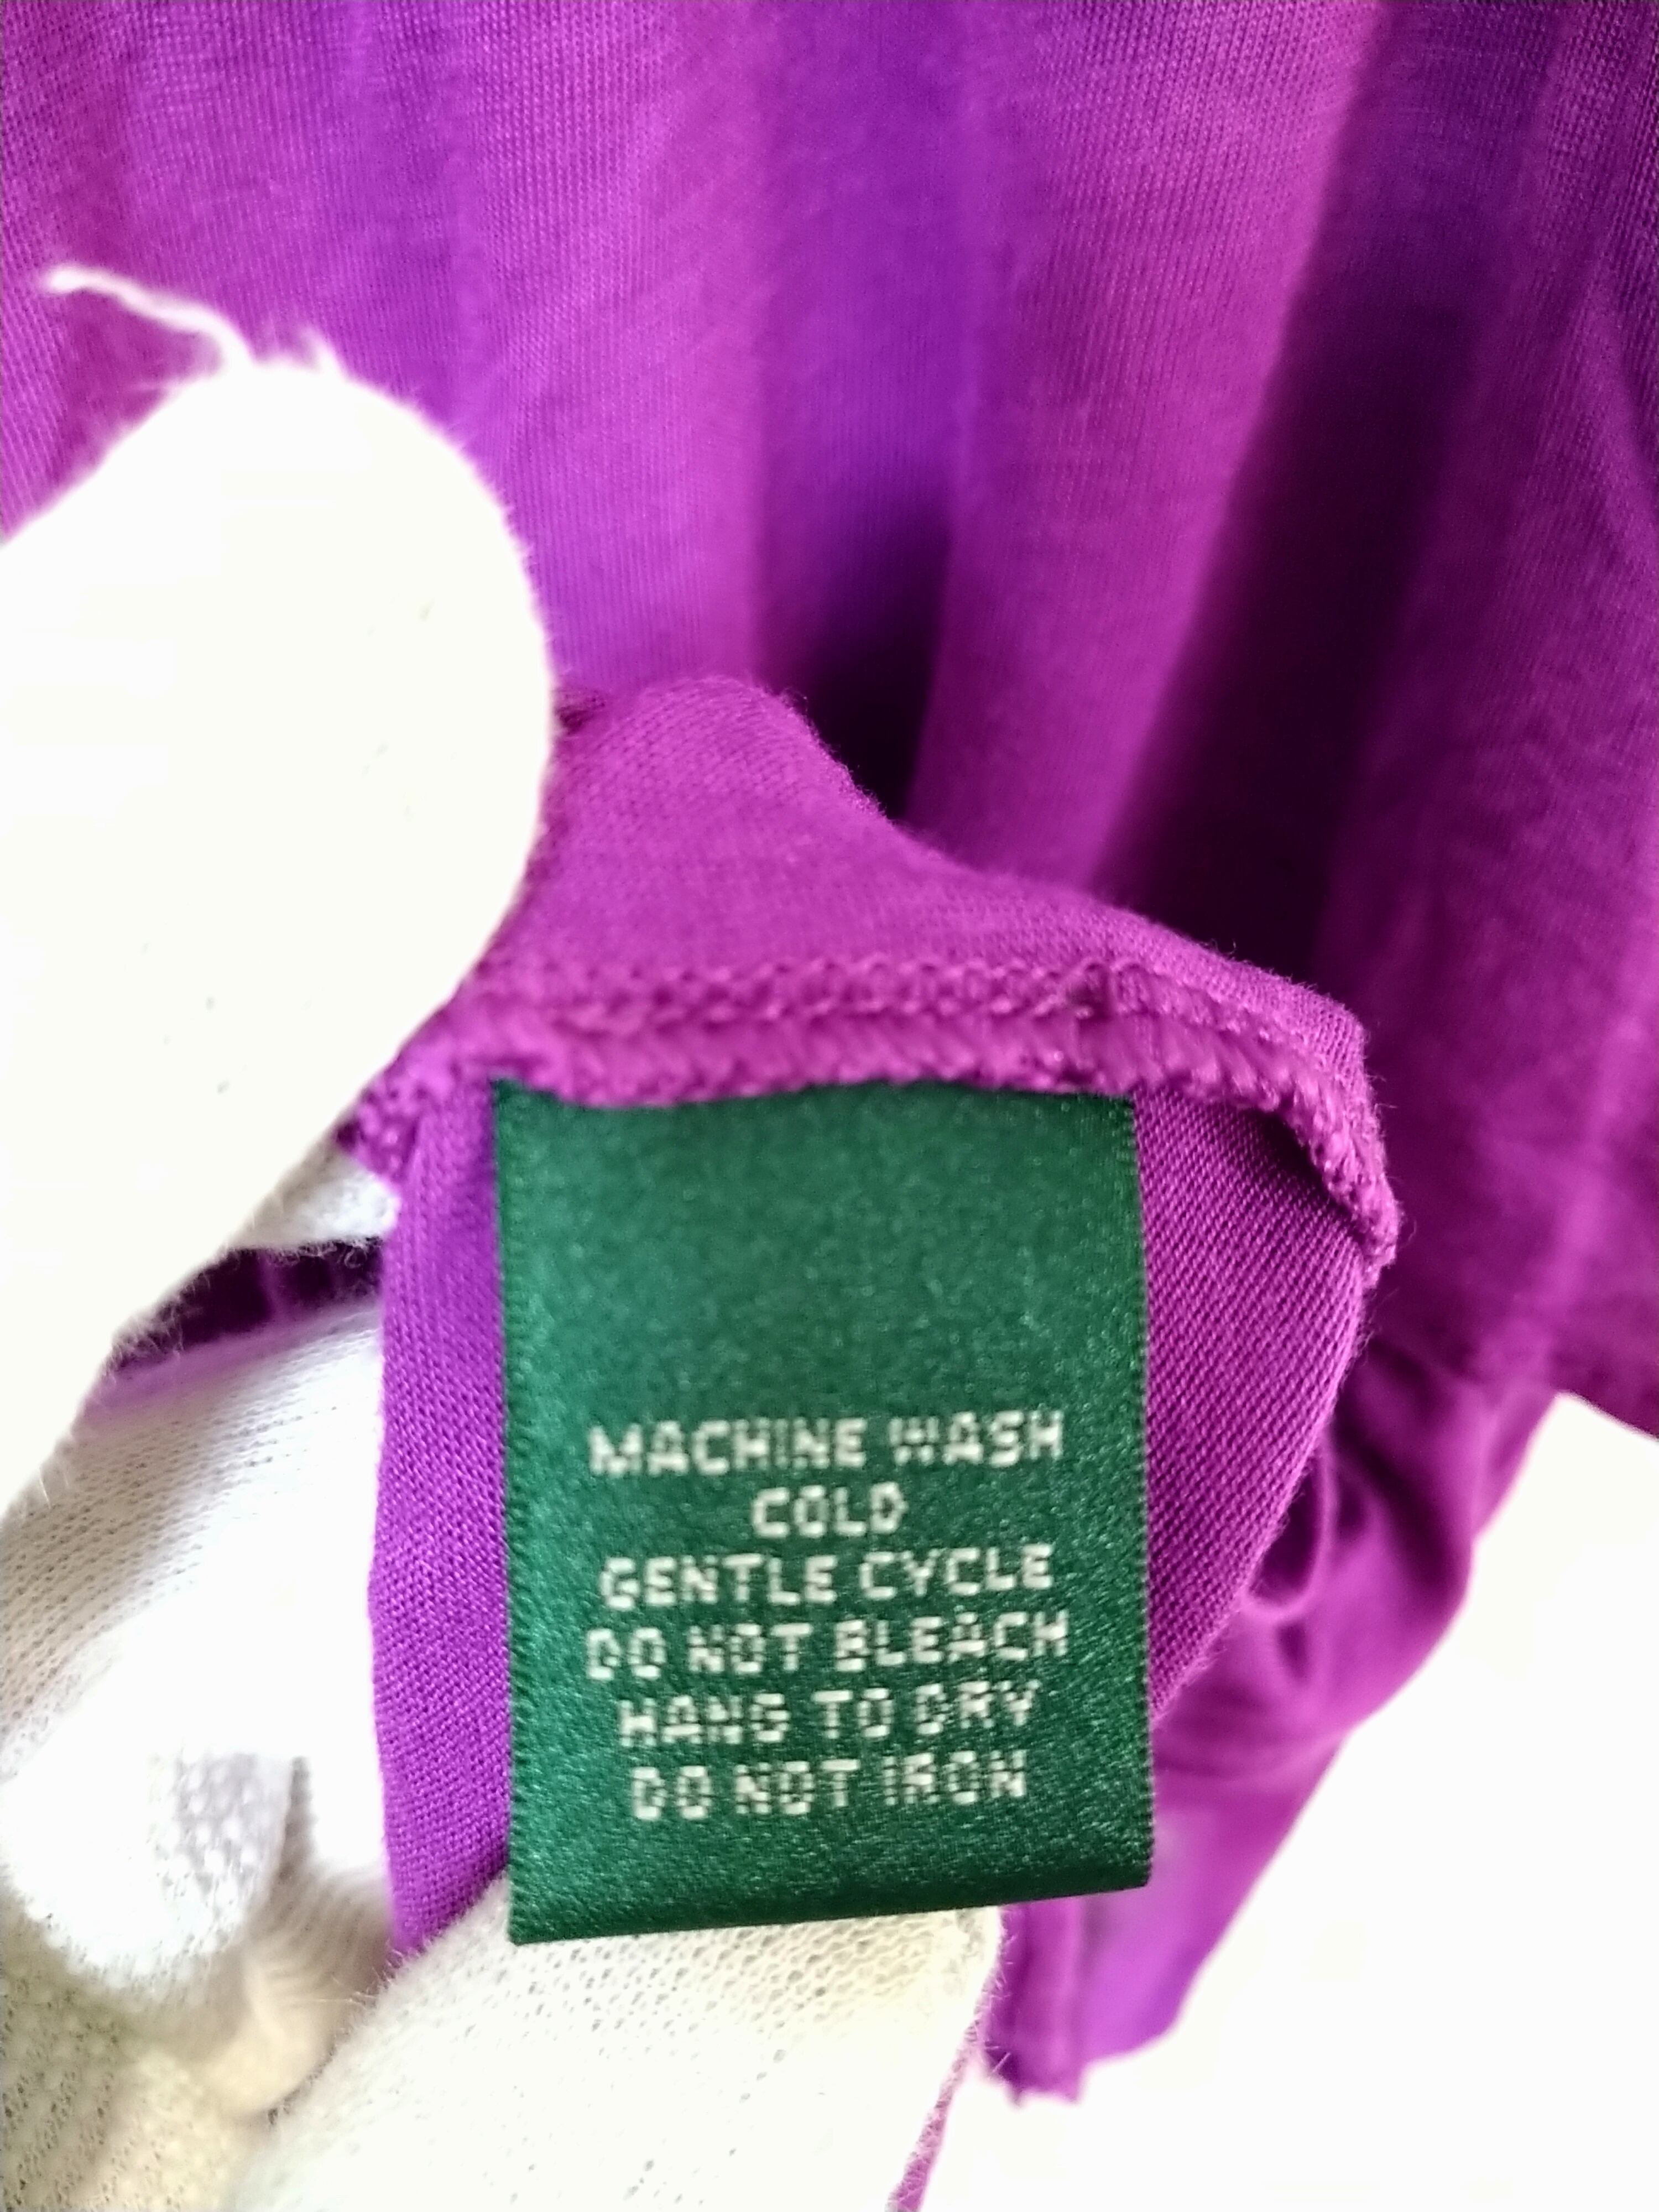 MACHINE WASH
COLD
GENTLE CYCLE
DO NOT BLEACH
HANG TO DRY
DO NOT IRON